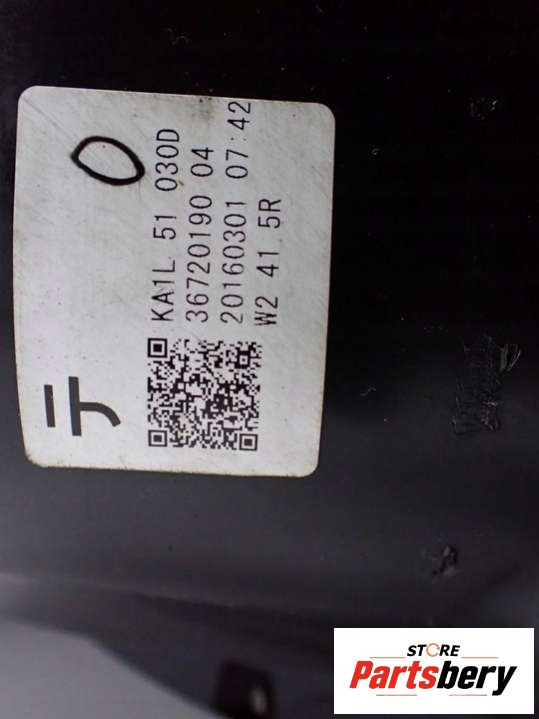 テ
0
KA1L 51 030D
36720190 04
20160301 07:42
W2 41 5R
STORE
Partsbery